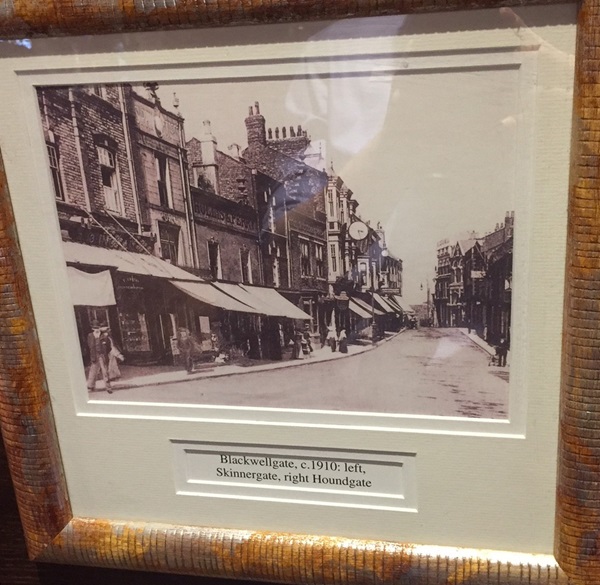 Blackwellgate, c.1910: left,
Skinnergate, right Houndgate